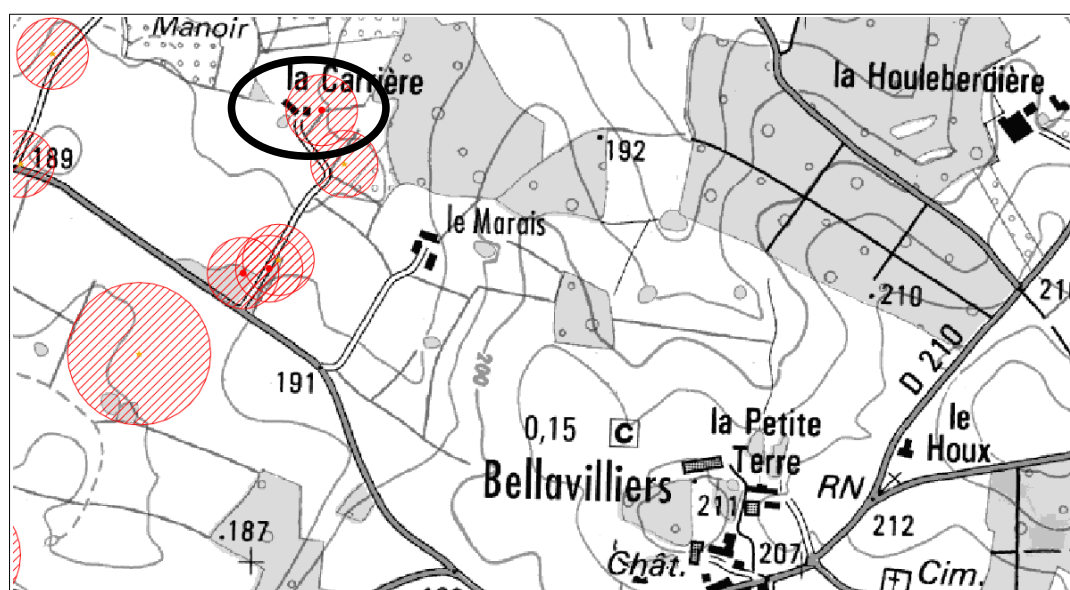 Manoir
la Carrière
la Houleberdière
189
192
le Marais
210
210
D 210
191
200
0,15
C
la Petite
Terre
le
Houx
Bellavilliers
RN
211
212
187
207
Chât.
Cim.